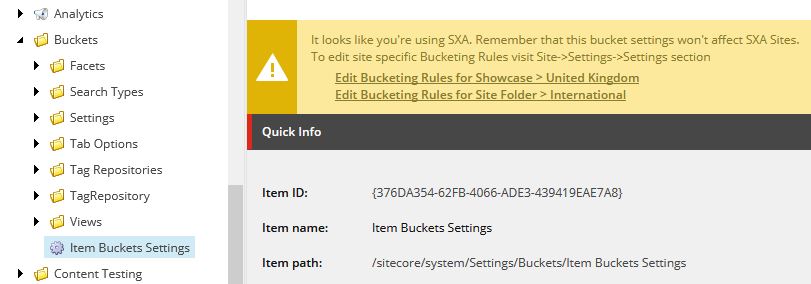 Analytics
Buckets
Facets
Search Types
Settings
Tab Options
Tag Repositories
TagRepository
Views
Item Buckets Settings
Content Testing
It looks like you're using SXA. Remember that this bucket settings won't affect SXA Sites.
To edit site specific Bucketing Rules visit Site->Settings->Settings section
Edit Bucketing Rules for Showcase > United Kingdom
Edit Bucketing Rules for Site Folder > International
Quick Info
Item ID: {376DA354-62FB-4066-ADE3-439419EAE7A8}
Item name: Item Buckets Settings
Item path: /sitecore/system/Settings/Buckets/Item Buckets Settings